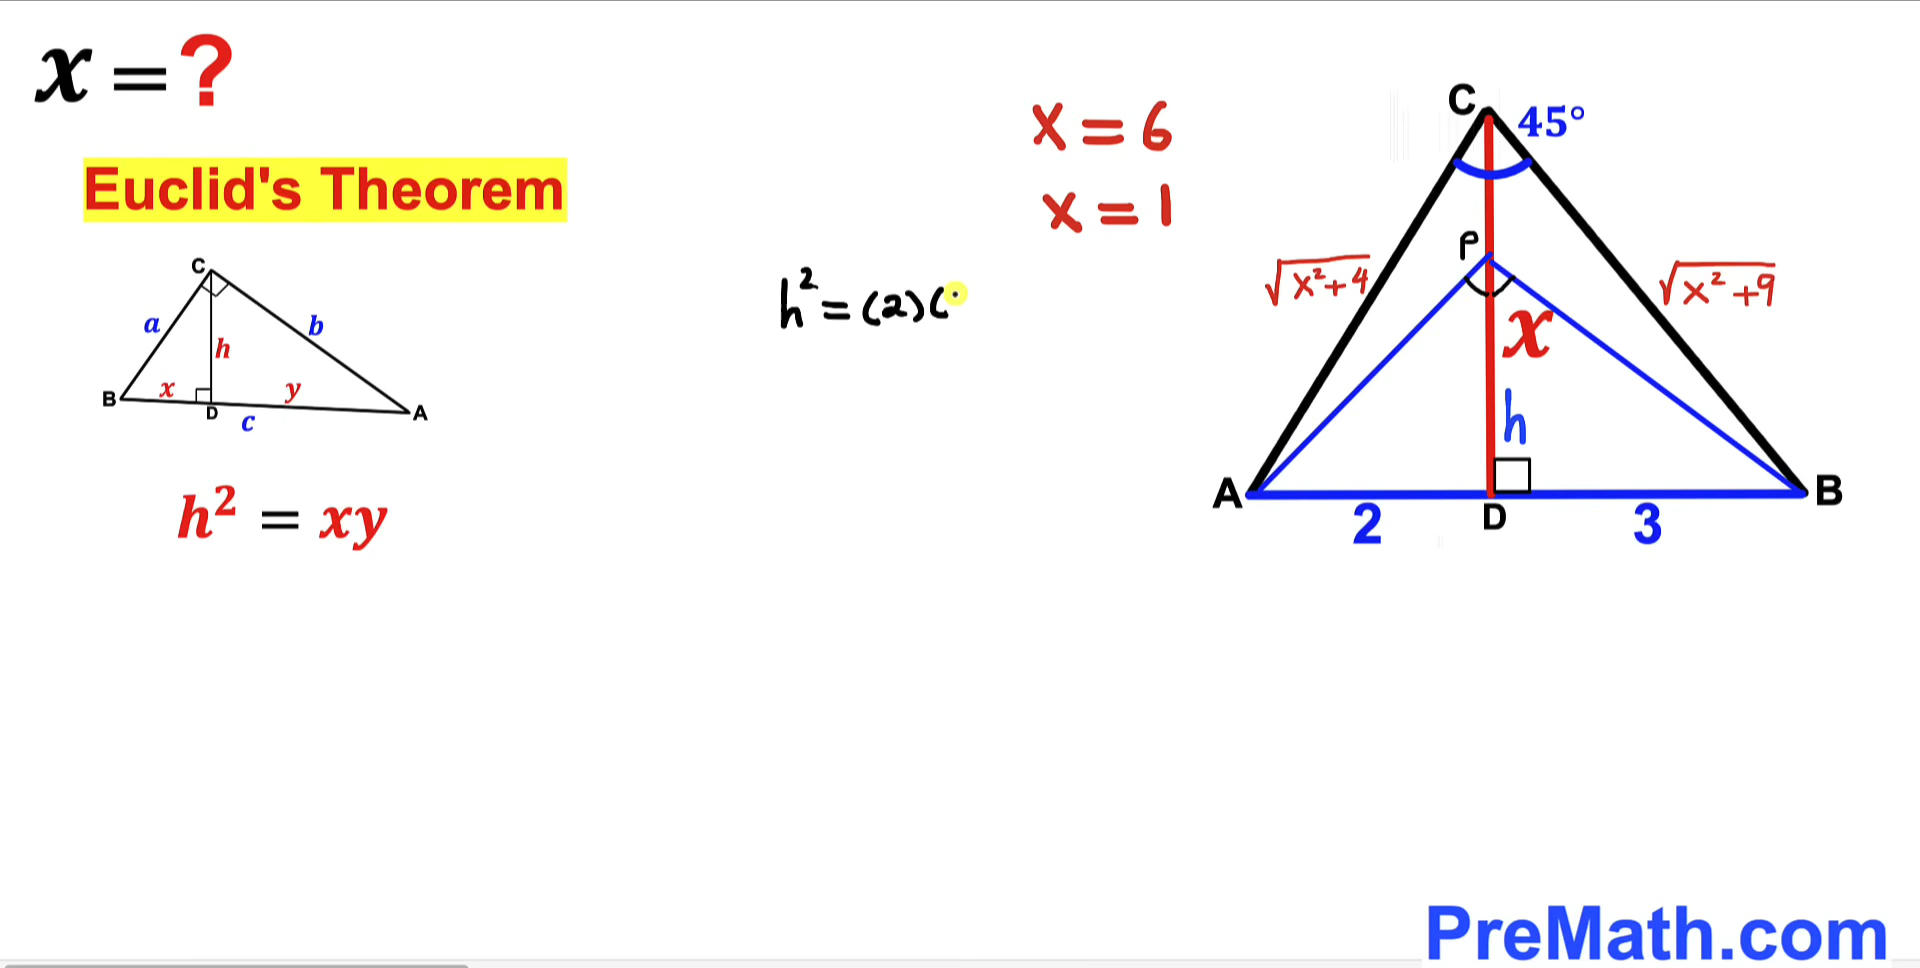 x = ?
Euclid's Theorem
C
a
b
h
B
x
y
D
c
A
h² = xy
x = 6
x = 1
h² = (2)(
C
45°
P
√x²+4
√x²+9
x
h
A
B
2
D
3
PreMath.com